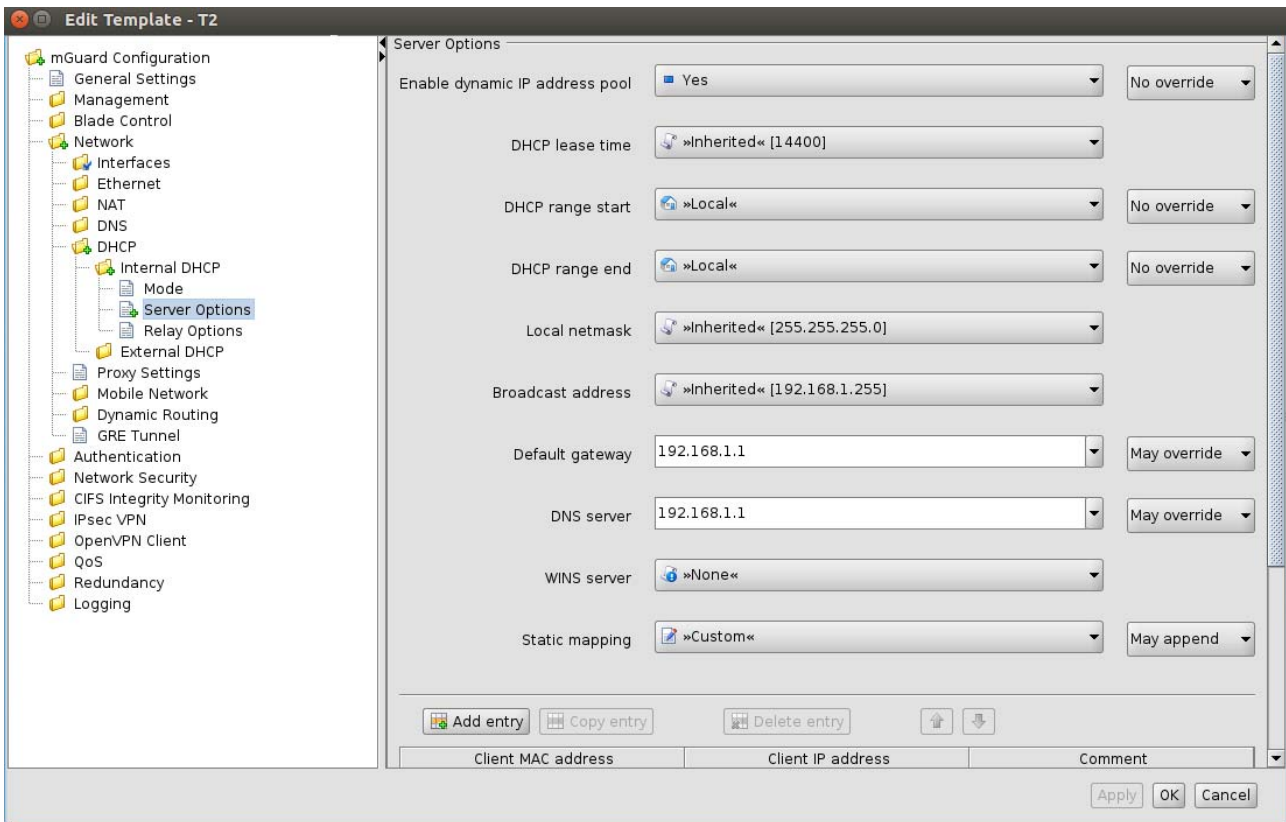 Edit Template - T2
mGuard Configuration
General Settings
Management
Blade Control
Network
Interfaces
Ethernet
NAT
DNS
DHCP
Internal DHCP
Mode
Server Options
Relay Options
External DHCP
Proxy Settings
Mobile Network
Dynamic Routing
GRE Tunnel
Authentication
Network Security
CIFS Integrity Monitoring
IPsec VPN
OpenVPN Client
QoS
Redundancy
Logging
Server Options
Enable dynamic IP address pool Yes No override
DHCP lease time »Inherited« [14400]
DHCP range start »Local« No override
DHCP range end »Local« No override
Local netmask »Inherited« [255.255.255.0]
Broadcast address »Inherited« [192.168.1.255]
Default gateway 192.168.1.1 May override
DNS server 192.168.1.1 May override
WINS server »None«
Static mapping »Custom« May append
Add entry Copy entry Delete entry
Client MAC address Client IP address Comment
Apply OK Cancel